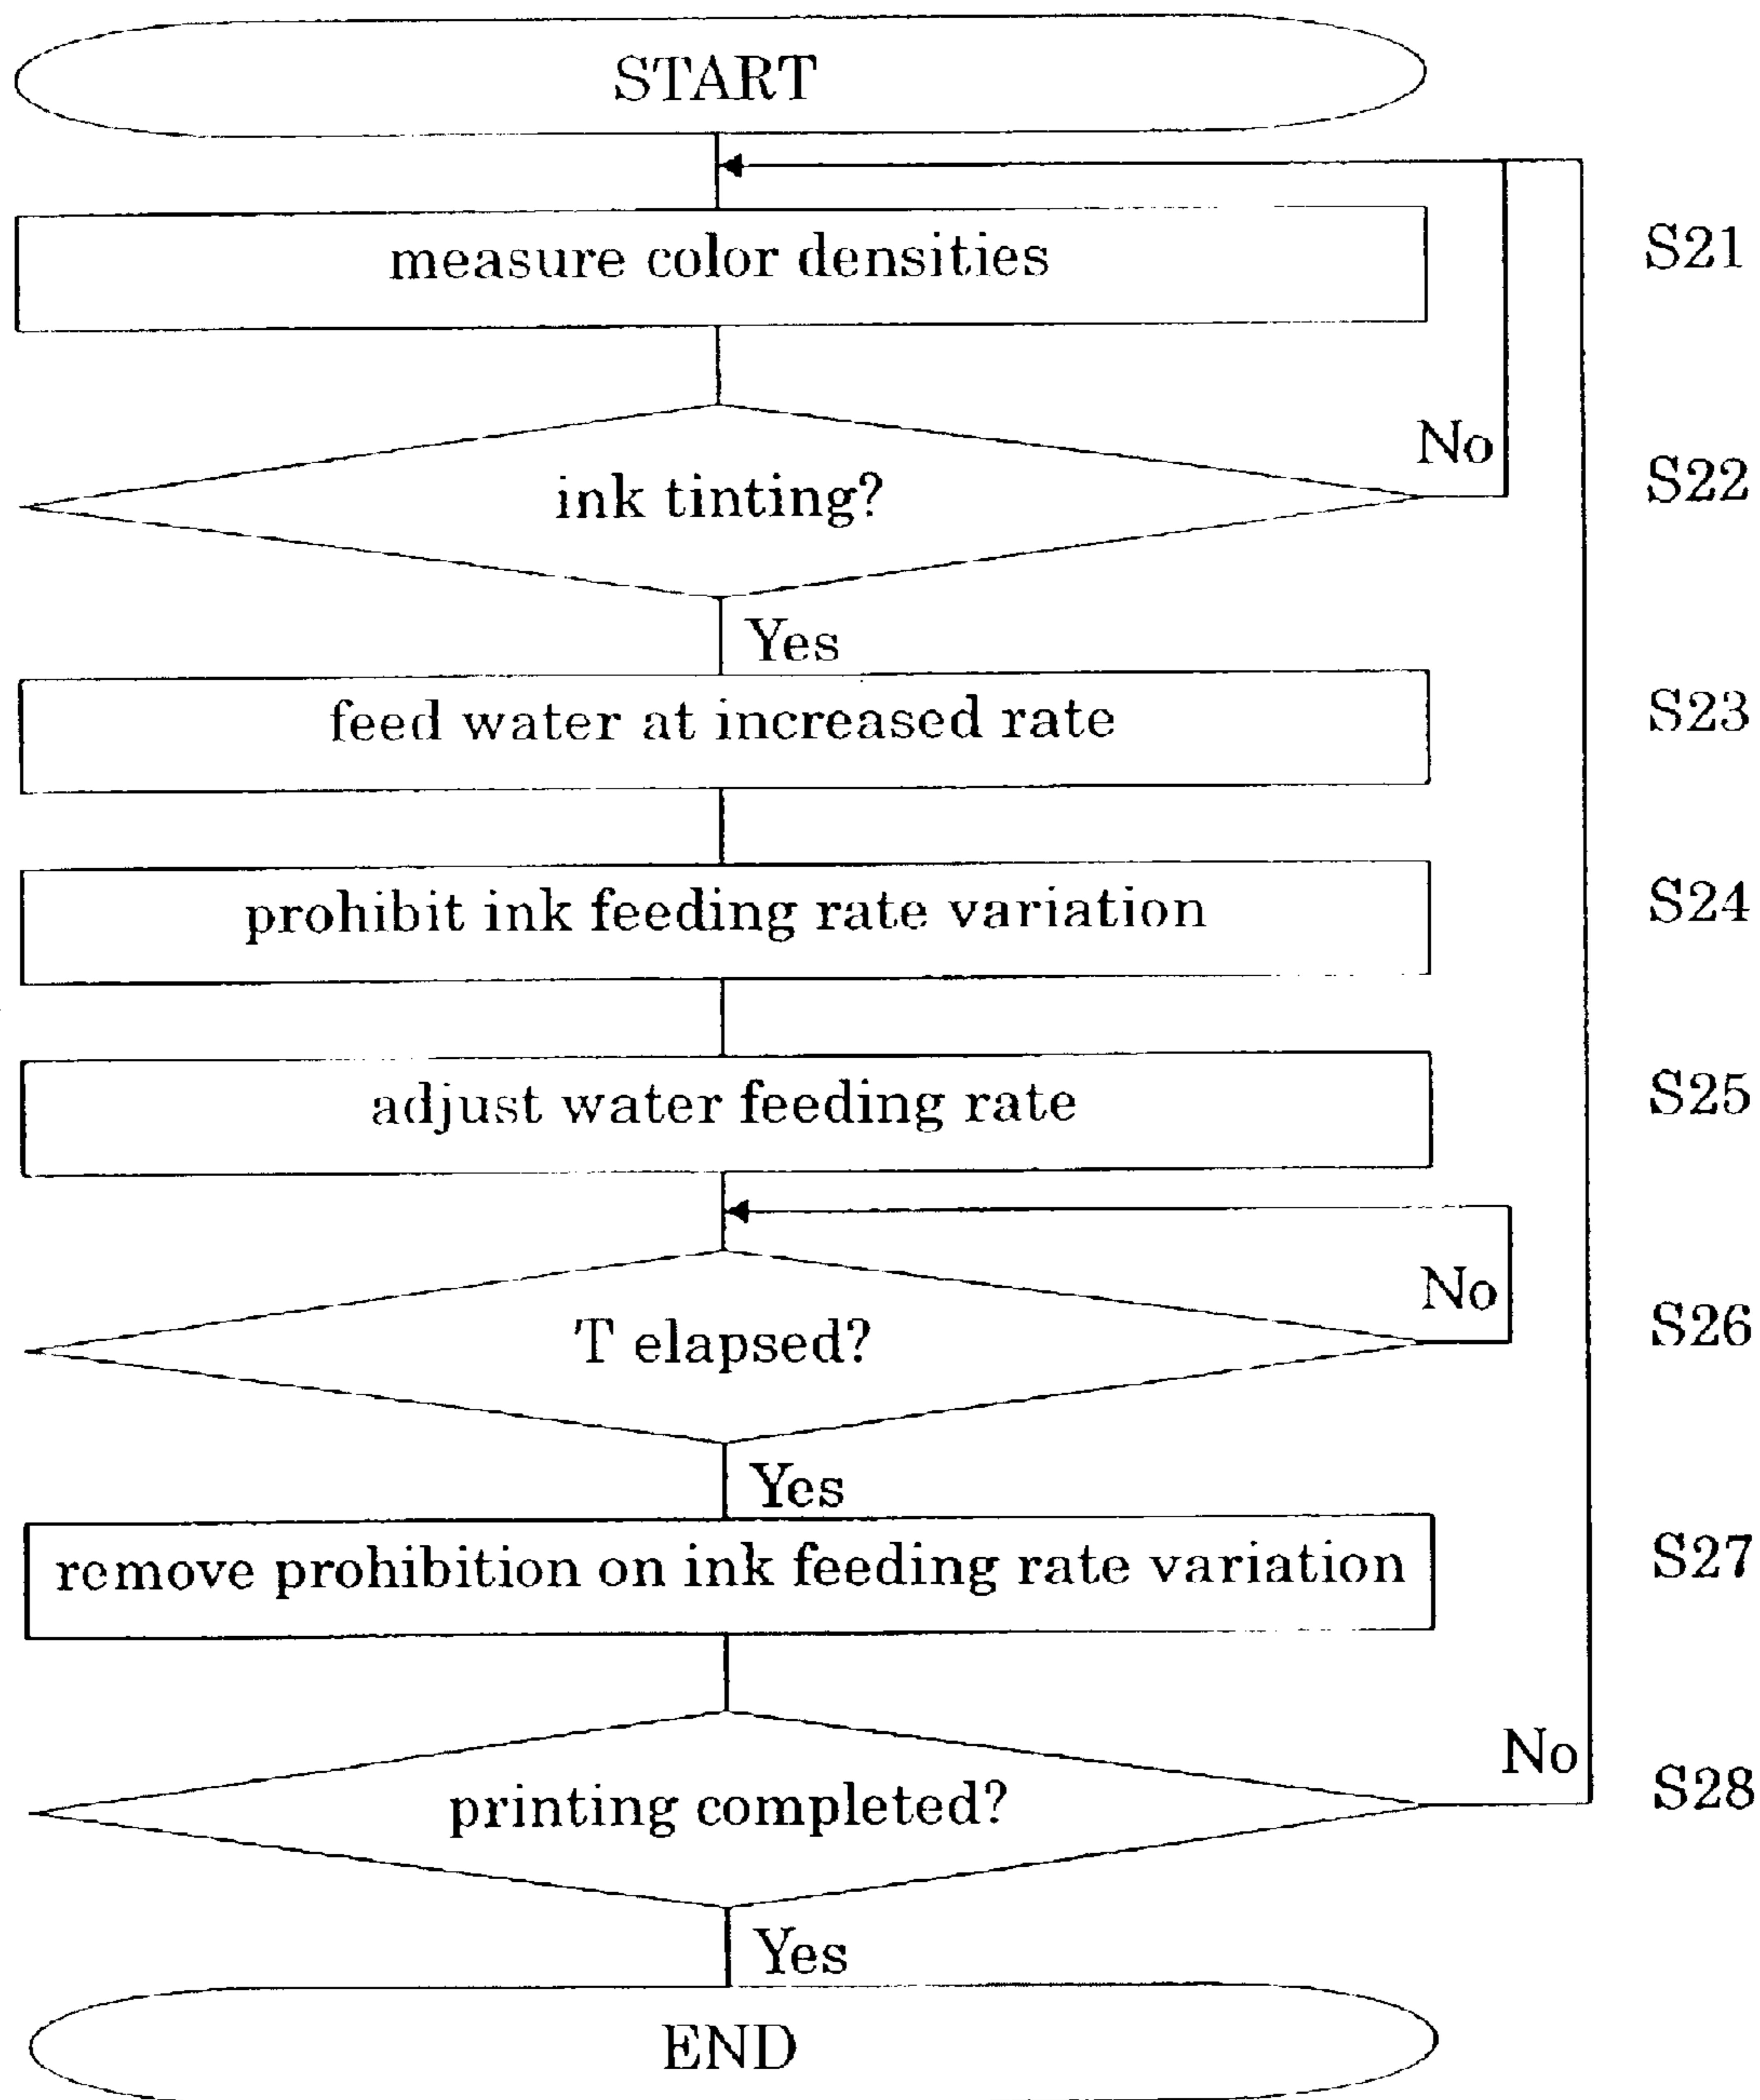 START
measure color densities
S21
No
ink tinting?
S22
Yes
feed water at increased rate
S23
prohibit ink feeding rate variation
S24
adjust water feeding rate
S25
No
T elapsed?
S26
Yes
remove prohibition on ink feeding rate variation
S27
No
printing completed?
S28
Yes
END